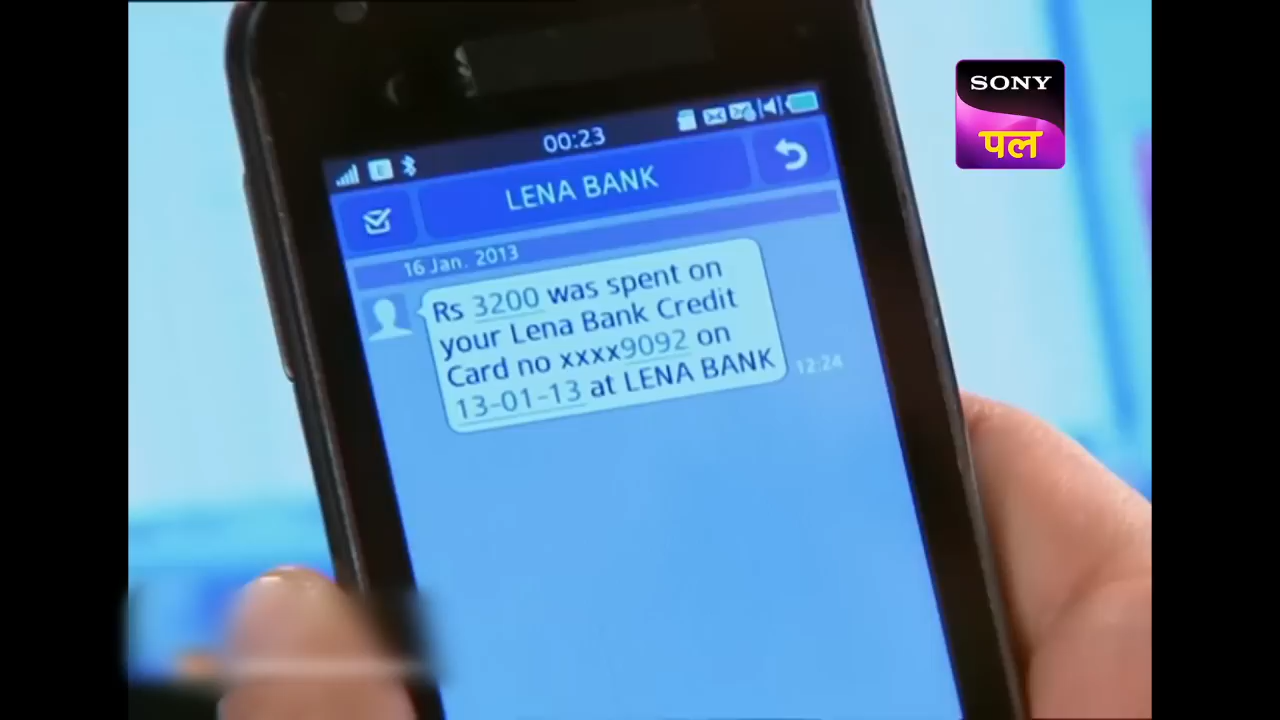 SONY
पल
00:23
LENA BANK
16 Jan. 2013
Rs 3200 was spent on
your Lena Bank Credit
Card no xxxx9092 on
13-01-13 at LENA BANK
12:24